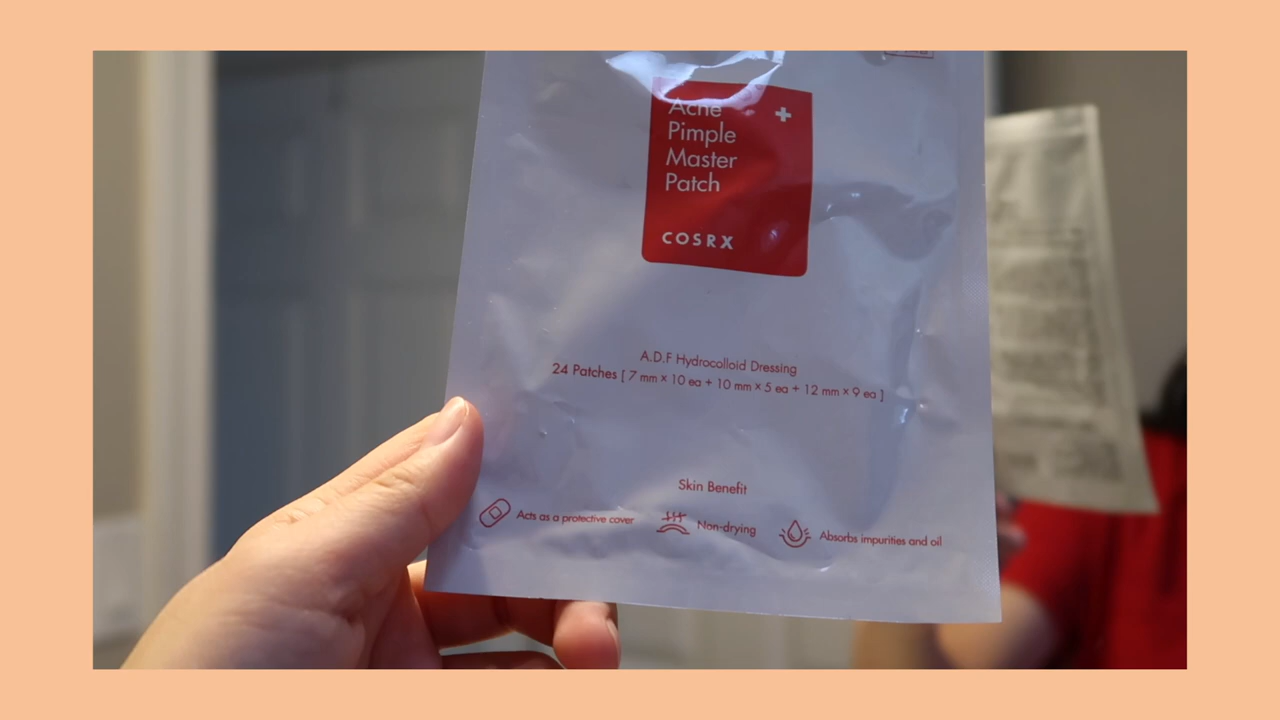 Acne
Pimple
Master
Patch
COSRX
A.D.F Hydrocolloid Dressing
24 Patches [ 7 mm × 10 ea + 10 mm × 5 ea + 12 mm × 9 ea ]
Skin Benefit
Acts as a protective cover
Non-drying
Absorbs impurities and oil